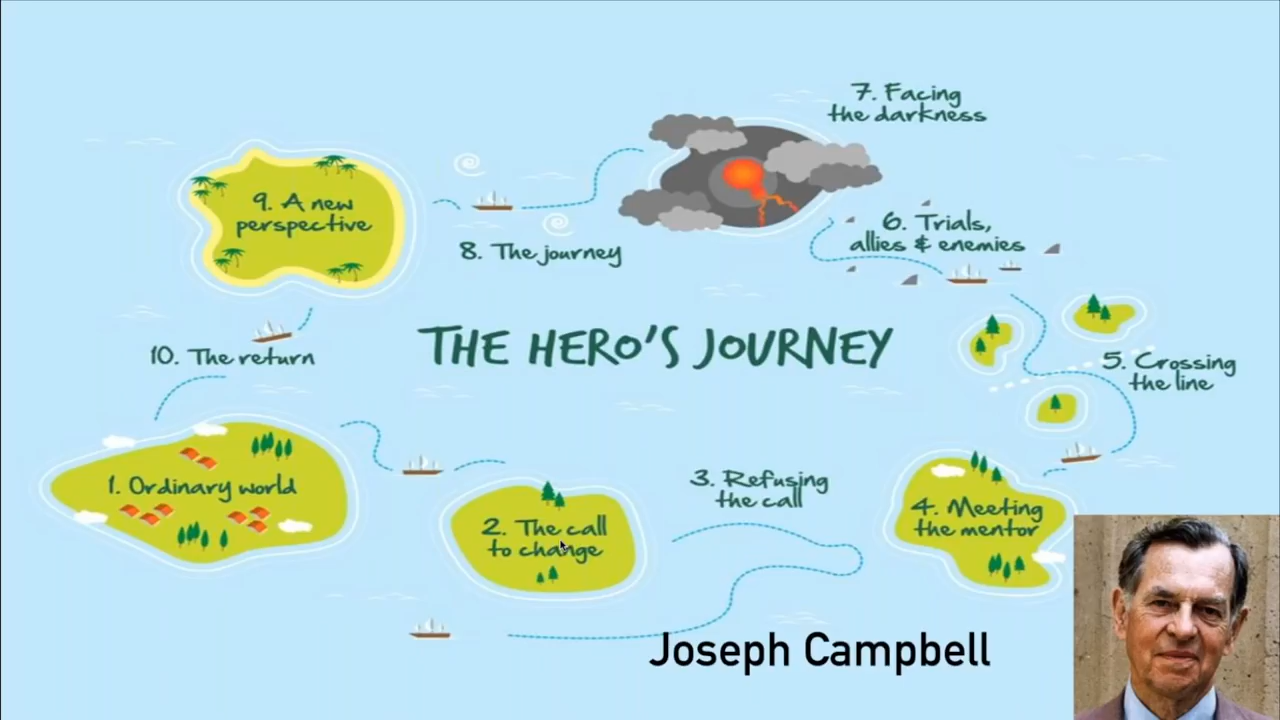 THE HERO'S JOURNEY
1. Ordinary world
2. The call
to change
3. Refusing
the call
4. Meeting
the mentor
5. Crossing
the line
6. Trials,
allies & enemies
7. Facing
the darkness
8. The journey
9. A new
perspective
10. The return
Joseph Campbell